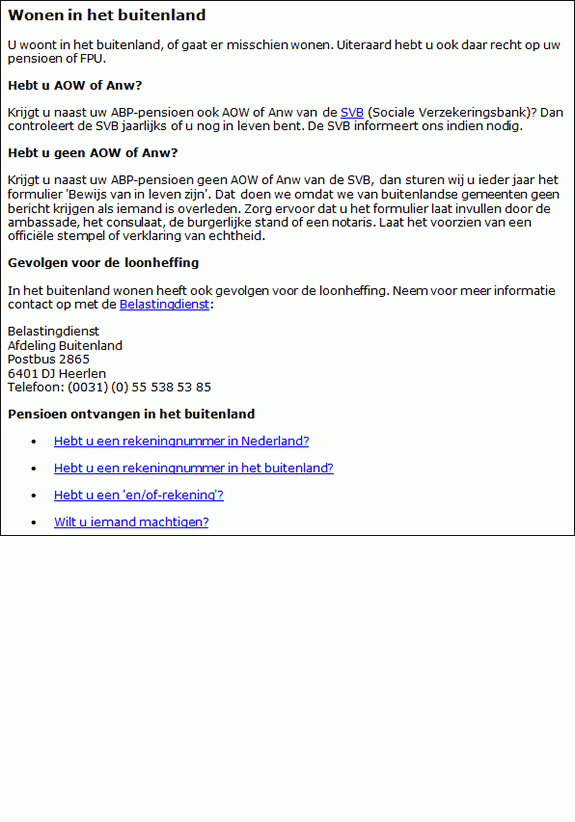 Wonen in het buitenland
U woont in het buitenland, of gaat er misschien wonen. Uiteraard hebt u ook daar recht op uw
pensioen of FPU.
Hebt u AOW of Anw?
Krijgt u naast uw ABP-pensioen ook AOW of Anw van de SVB (Sociale Verzekeringsbank)? Dan
controleert de SVB jaarlijks of u nog in leven bent. De SVB informeert ons indien nodig.
Hebt u geen AOW of Anw?
Krijgt u naast uw ABP-pensioen geen AOW of Anw van de SVB, dan sturen wij u ieder jaar het
formulier 'Bewijs van in leven zijn'. Dat doen we omdat we van buitenlandse gemeenten geen
bericht krijgen als iemand is overleden. Zorg ervoor dat u het formulier laat invullen door de
ambassade, het consulaat, de burgerlijke stand of een notaris. Laat het voorzien van een
officiële stempel of verklaring van echtheid.
Gevolgen voor de loonheffing
In het buitenland wonen heeft ook gevolgen voor de loonheffing. Neem voor meer informatie
contact op met de Belastingdienst:
Belastingdienst
Afdeling Buitenland
Postbus 2865
6401 DJ Heerlen
Telefoon: (0031) (0) 55 538 53 85
Pensioen ontvangen in het buitenland
• Hebt u een rekeningnummer in Nederland?
• Hebt u een rekeningnummer in het buitenland?
• Hebt u een 'en/of-rekening'?
• Wilt u iemand machtigen?